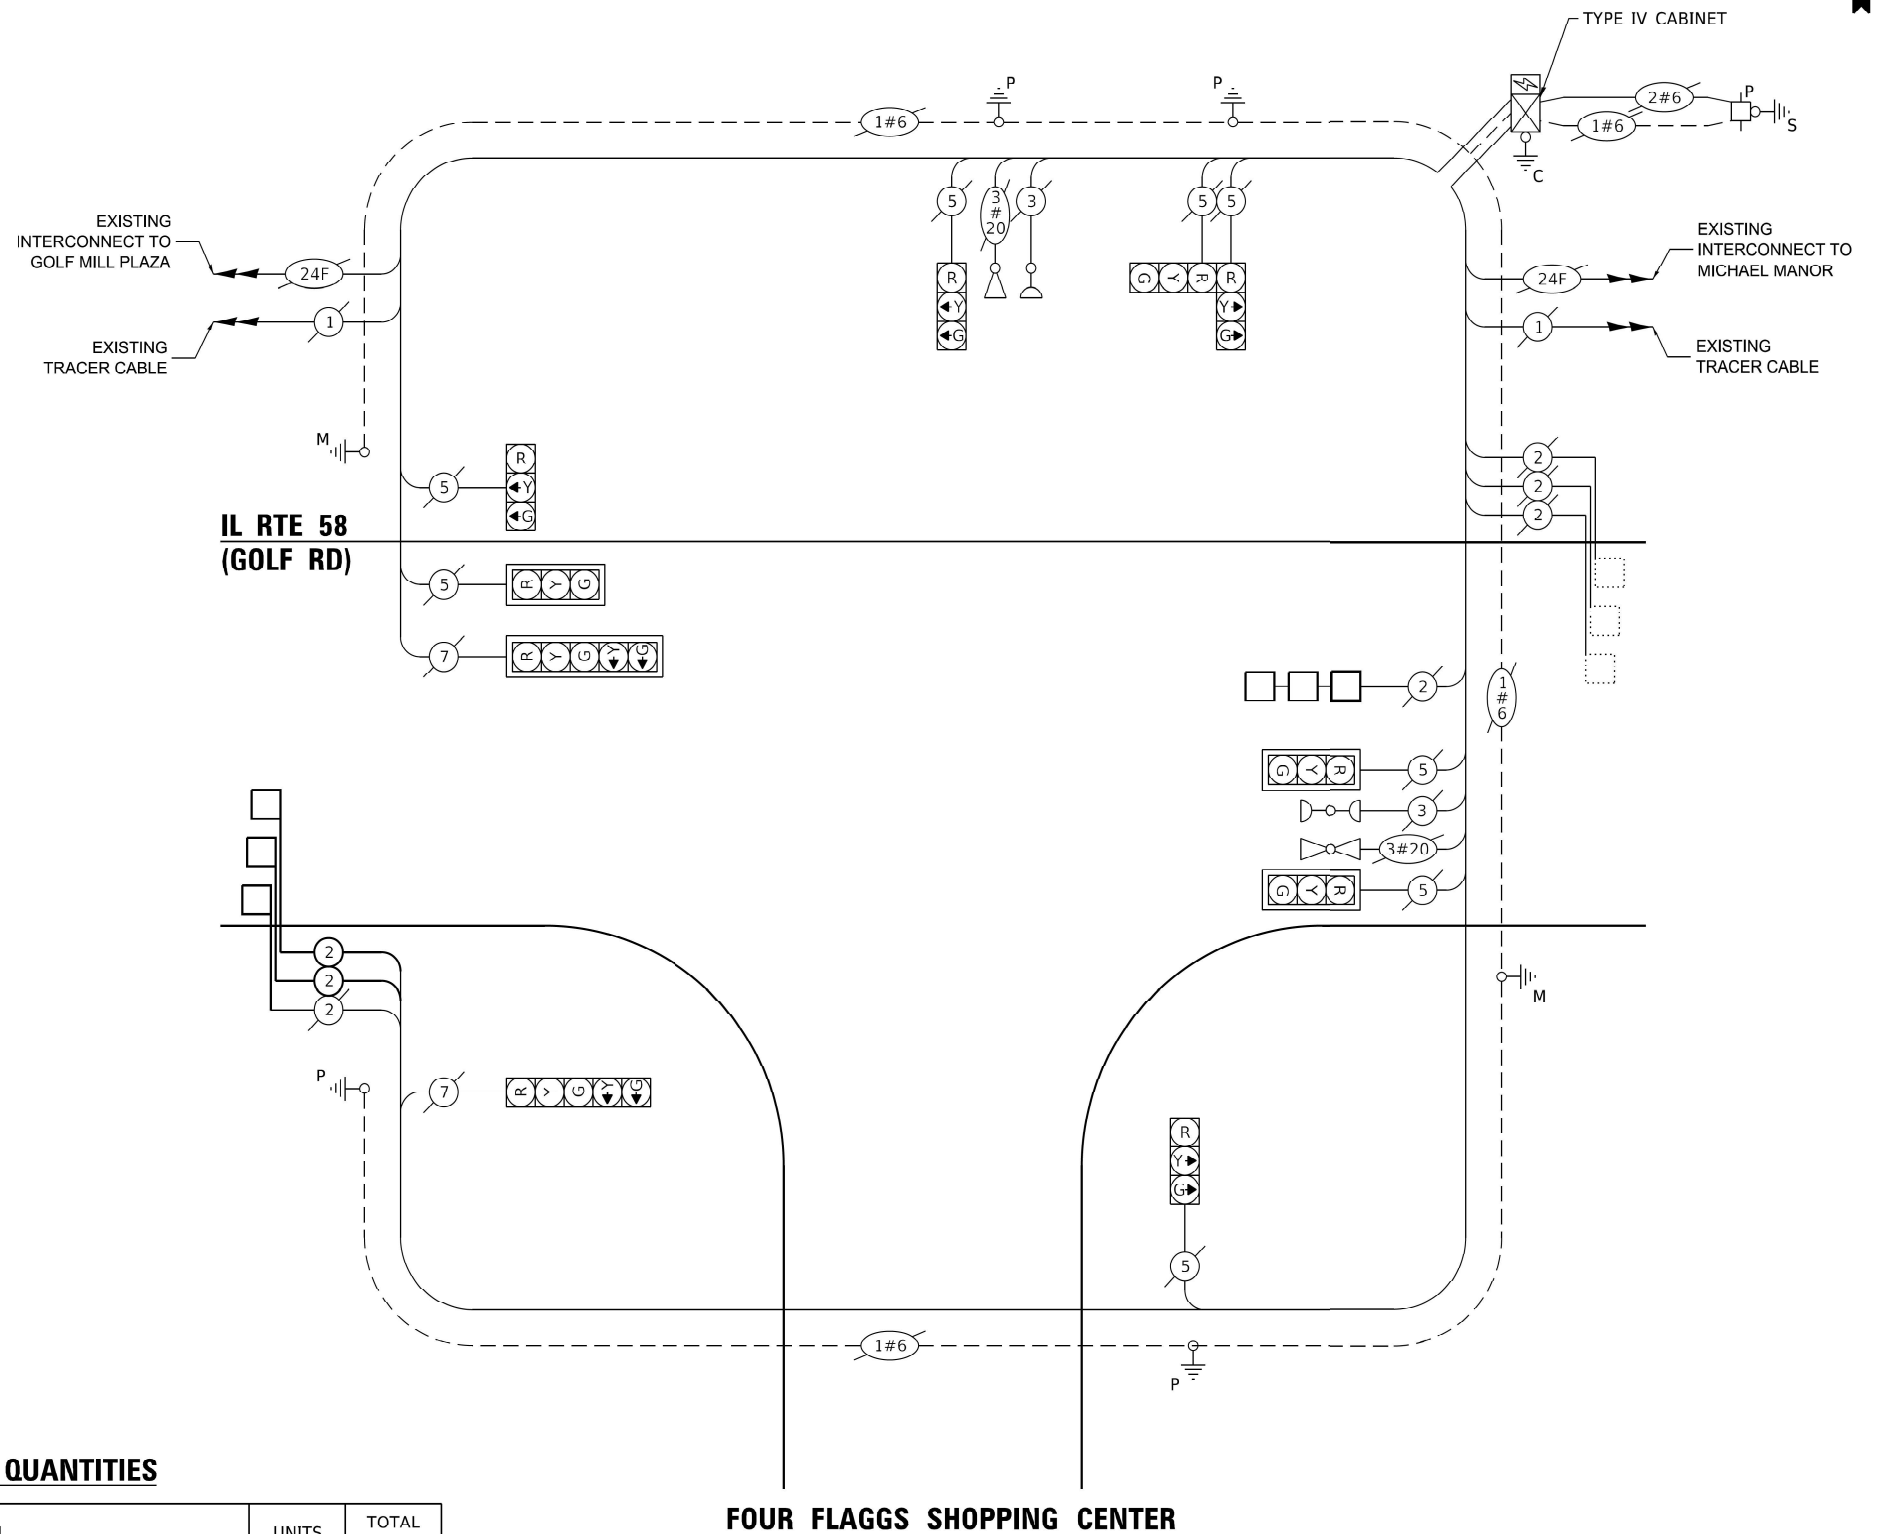 TYPE IV CABINET
P
P
1#6
2#6
P
1#6
S
C
5
3
#
20
3
5
5
EXISTING
INTERCONNECT TO
GOLF MILL PLAZA
24F
EXISTING
INTERCONNECT TO
MICHAEL MANOR
24F
R
Y
G
G Y R R
Y
G
1
EXISTING
TRACER CABLE
1
EXISTING
TRACER CABLE
M
5
R
Y
G
2
2
2
IL RTE 58
(GOLF RD)
5
R Y G
7
R Y G Y G
2
1
#
6
G Y R
5
3
3#20
G Y R
5
2
2
2
M
P
7
R Y G Y G
R
Y
G
5
1#6
P
QUANTITIES
UNITS
TOTAL
FOUR FLAGGS SHOPPING CENTER